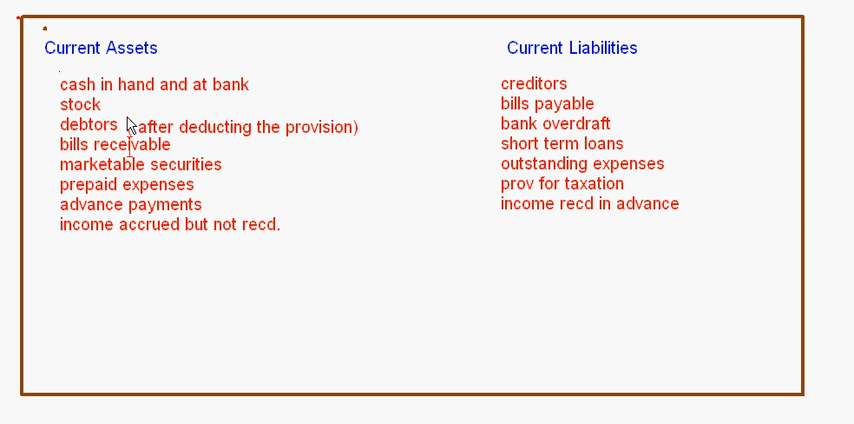 Current Assets
cash in hand and at bank
stock
debtors (after deducting the provision)
bills receivable
marketable securities
prepaid expenses
advance payments
income accrued but not recd.
Current Liabilities
creditors
bills payable
bank overdraft
short term loans
outstanding expenses
prov for taxation
income recd in advance